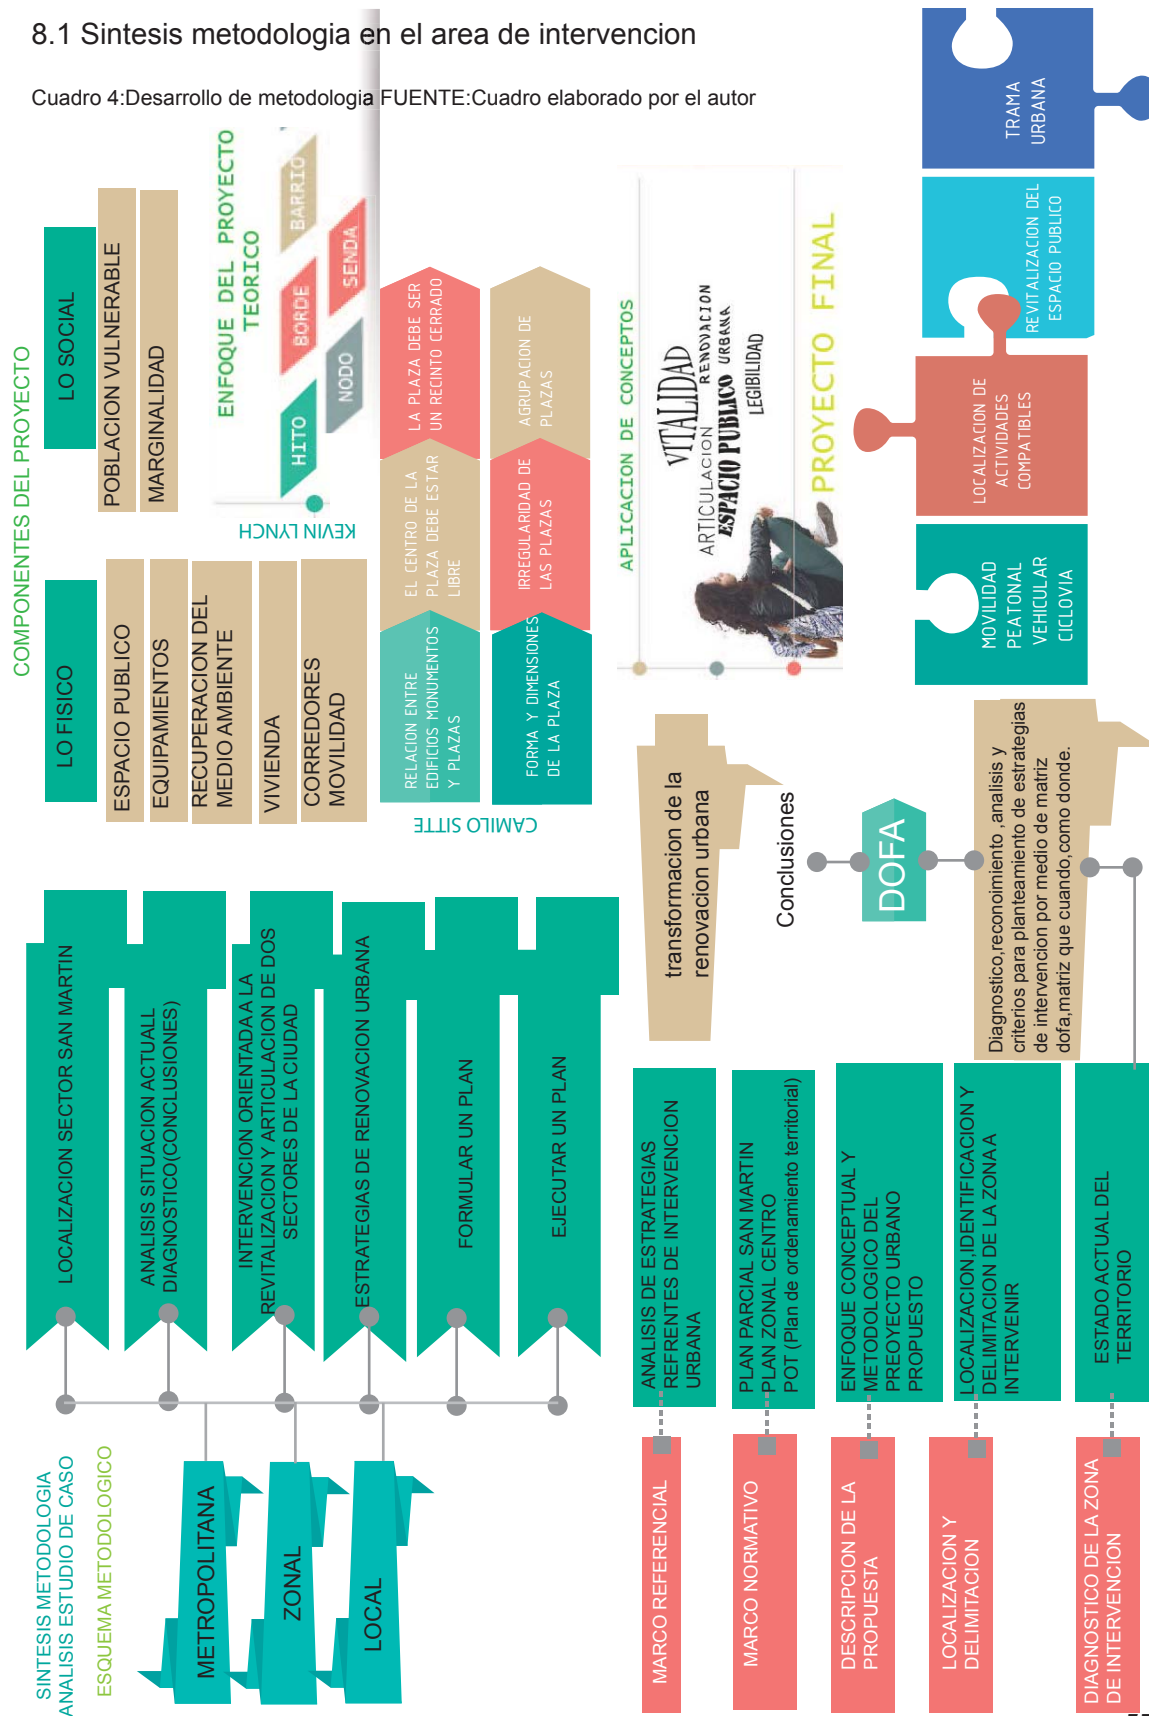 8.1 Sintesis metodologia en el area de intervencion
Cuadro 4:Desarrollo de metodologia FUENTE:Cuadro elaborado por el autor
SINTESIS METODOLOGIA
ANALISIS ESTUDIO DE CASO
ESQUEMA METODOLOGICO
METROPOLITANA
ZONAL
LOCAL
LOCALIZACION SECTOR SAN MARTIN
ANALISIS SITUACION ACTUALL
DIAGNOSTICO(CONCLUSIONES)
INTERVENCION ORIENTADA A LA
REVITALIZACION Y ARTICULACION DE DOS
SECTORES DE LA CIUDAD
ESTRATEGIAS DE RENOVACION URBANA
FORMULAR UN PLAN
EJECUTAR UN PLAN
COMPONENTES DEL PROYECTO
LO FISICO
ESPACIO PUBLICO
EQUIPAMIENTOS
RECUPERACION DEL
MEDIO AMBIENTE
VIVIENDA
CORREDORES
MOVILIDAD
LO SOCIAL
POBLACION VULNERABLE
MARGINALIDAD
ENFOQUE DEL PROYECTO
TEORICO
KEVIN LYNCH
HITO
BORDE
BARRIO
NODO
SENDA
CAMILO SITTE
RELACION ENTRE
EDIFICIOS MONUMENTOS
Y PLAZAS
EL CENTRO DE LA
PLAZA DEBE ESTAR
LIBRE
LA PLAZA DEBE SER
UN RECINTO CERRADO
FORMA Y DIMENSIONES
DE LA PLAZA
IRREGULARIDAD DE
LAS PLAZAS
AGRUPACION DE
PLAZAS
MARCO REFERENCIAL
ANALISIS DE ESTRATEGIAS
REFRENTES DE INTERVENCION
URBANA
MARCO NORMATIVO
PLAN PARCIAL SAN MARTIN
PLAN ZONAL CENTRO
POT (Plan de ordenamiento territorial)
DESCRIPCION DE LA
PROPUESTA
ENFOQUE CONCEPTUAL Y
METODOLOGICO DEL
PREOYECTO URBANO
PROPUESTO
LOCALIZACION Y
DELIMITACION
LOCALIZACION,IDENTIFICACION Y
DELIMITACION DE LA ZONA A
INTERVENIR
DIAGNOSTICO DE LA ZONA
DE INTERVENCION
ESTADO ACTUAL DEL
TERRITORIO
transformacion de la
renovacion urbana
Conclusiones
DOFA
Diagnostico,reconoimiento ,analisis y
criterios para planteamiento de estrategias
de intervencion por medio de matriz
dofa,matriz que cuando,como donde.
APLICACION DE CONCEPTOS
VITALIDAD
ARTICULACION RENOVACION
ESPACIO PUBLICO URBANA
LEGIBILIDAD
PROYECTO FINAL
MOVILIDAD
PEATONAL
VEHICULAR
CICLOVIA
LOCALIZACION DE
ACTIVIDADES
COMPATIBLES
REVITALIZACION DEL
ESPACIO PUBLICO
TRAMA
URBANA